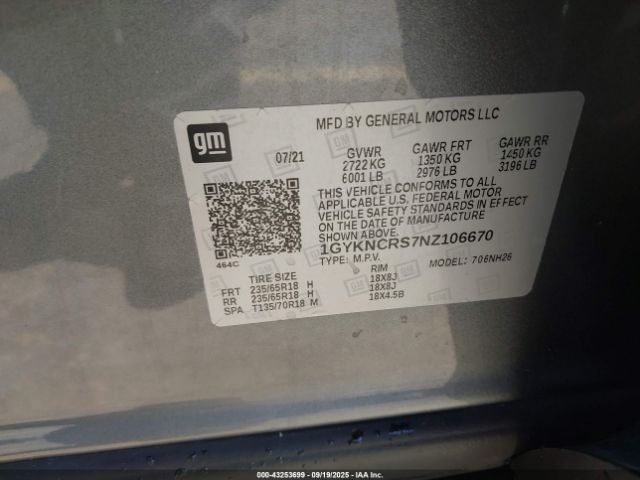 MFD BY GENERAL MOTORS LLC
gm
07/21
GVWR GAWR FRT GAWR RR
2722 KG 1350 KG 1450 KG
6001 LB 2976 LB 3196 LB
THIS VEHICLE CONFORMS TO ALL
APPLICABLE U.S. FEDERAL MOTOR
VEHICLE SAFETY STANDARDS IN EFFECT
ON THE DATE OF MANUFACTURE
SHOWN ABOVE.
1GYKNCRS7NZ106670
TYPE: M.P.V. MODEL: 706NH26
464C
TIRE SIZE RIM
FRT 235/65R18 H 18X8J
RR 235/65R18 H 18X8J
SPA T135/70R18 M 18X4.5B
000-43253699 - 09/19/2025 - IAA Inc.